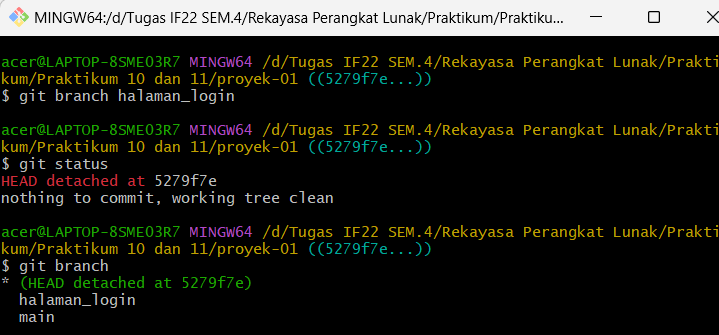 MINGW64:/d/Tugas IF22 SEM.4/Rekayasa Perangkat Lunak/Praktikum/Praktiku...
acer@LAPTOP-8SME03R7 MINGW64 /d/Tugas IF22 SEM.4/Rekayasa Perangkat Lunak/Prakti
kum/Praktikum 10 dan 11/proyek-01 ((5279f7e...))
$ git branch halaman_login
acer@LAPTOP-8SME03R7 MINGW64 /d/Tugas IF22 SEM.4/Rekayasa Perangkat Lunak/Prakti
kum/Praktikum 10 dan 11/proyek-01 ((5279f7e...))
$ git status
HEAD detached at 5279f7e
nothing to commit, working tree clean
acer@LAPTOP-8SME03R7 MINGW64 /d/Tugas IF22 SEM.4/Rekayasa Perangkat Lunak/Prakti
kum/Praktikum 10 dan 11/proyek-01 ((5279f7e...))
$ git branch
* (HEAD detached at 5279f7e)
halaman_login
main